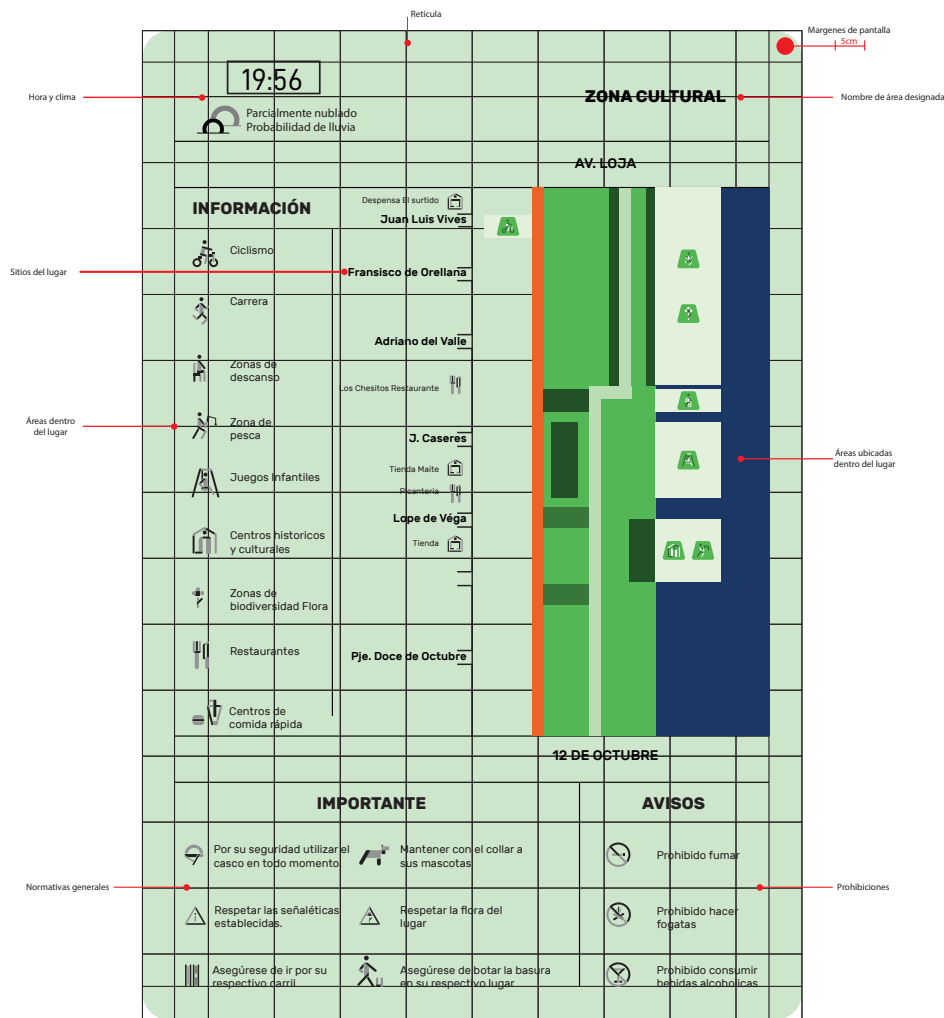 Retícula
Margenes de pantalla
5cm
19:56
Hora y clima
ZONA CULTURAL
Nombre de área designada
Parcialmente nublado
Probabilidad de lluvia
AV. LOJA
INFORMACIÓN
Despensa El surtido
Juan Luis Vives
Ciclismo
Sitios del lugar
Fransisco de Orellana
Carrera
Adriano del Valle
Zonas de
descanso
Los Chesitos Restaurante
Áreas dentro
del lugar
Zona de
pesca
J. Caseres
Áreas ubicadas
dentro del lugar
Tienda Maite
Juegos Infantiles
Picantería
Lope de Véga
Centros historicos
y culturales
Tienda
Zonas de
biodiversidad Flora
Restaurantes
Pje. Doce de Octubre
Centros de
comida rápida
12 DE OCTUBRE
IMPORTANTE
AVISOS
Por su seguridad utilizar el
casco en todo momento.
Mantener con el collar a
sus mascotas
Prohibido fumar
Normativas generales
Prohibiciones
Respetar las señaléticas
establecidas.
Respetar la flora del
lugar
Prohibido hacer
fogatas
Asegúrese de ir por su
respectivo carril
Asegúrese de botar la basura
en su respectivo lugar
Prohibido consumir
bebidas alcoholicas